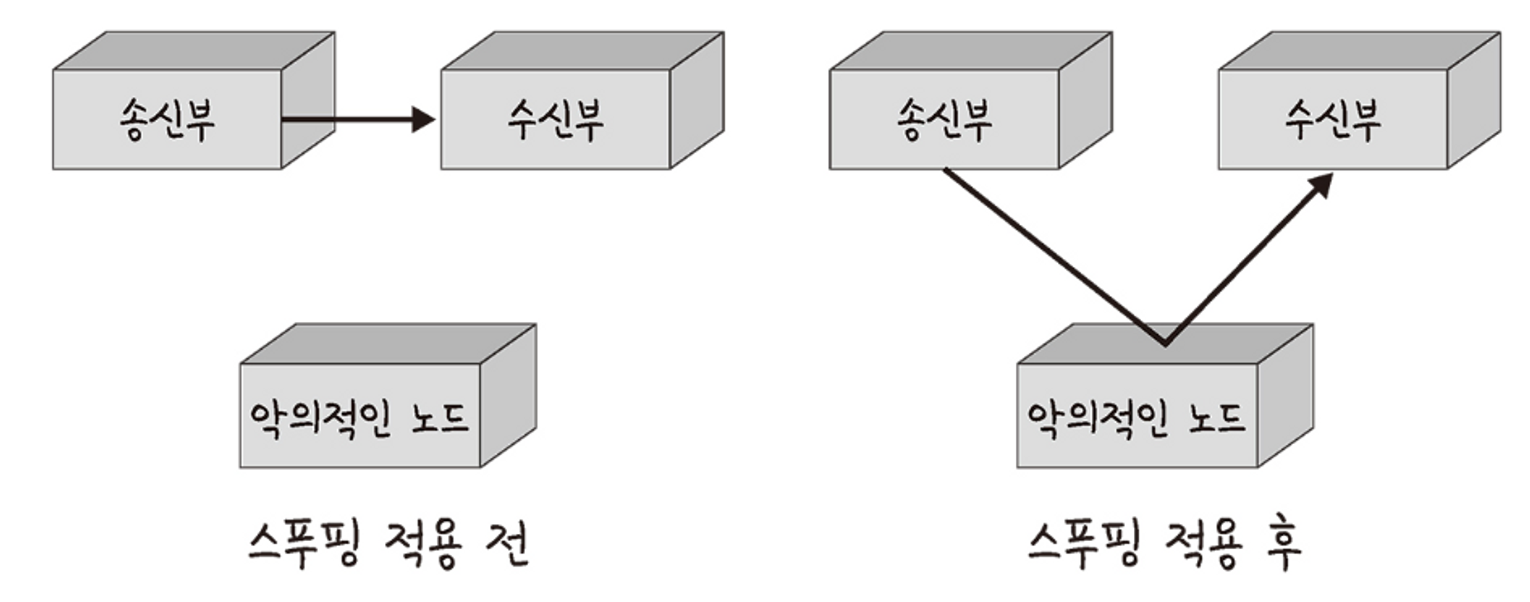 송신부
수신부
악의적인 노드
스푸핑 적용 전
송신부
수신부
악의적인 노드
스푸핑 적용 후